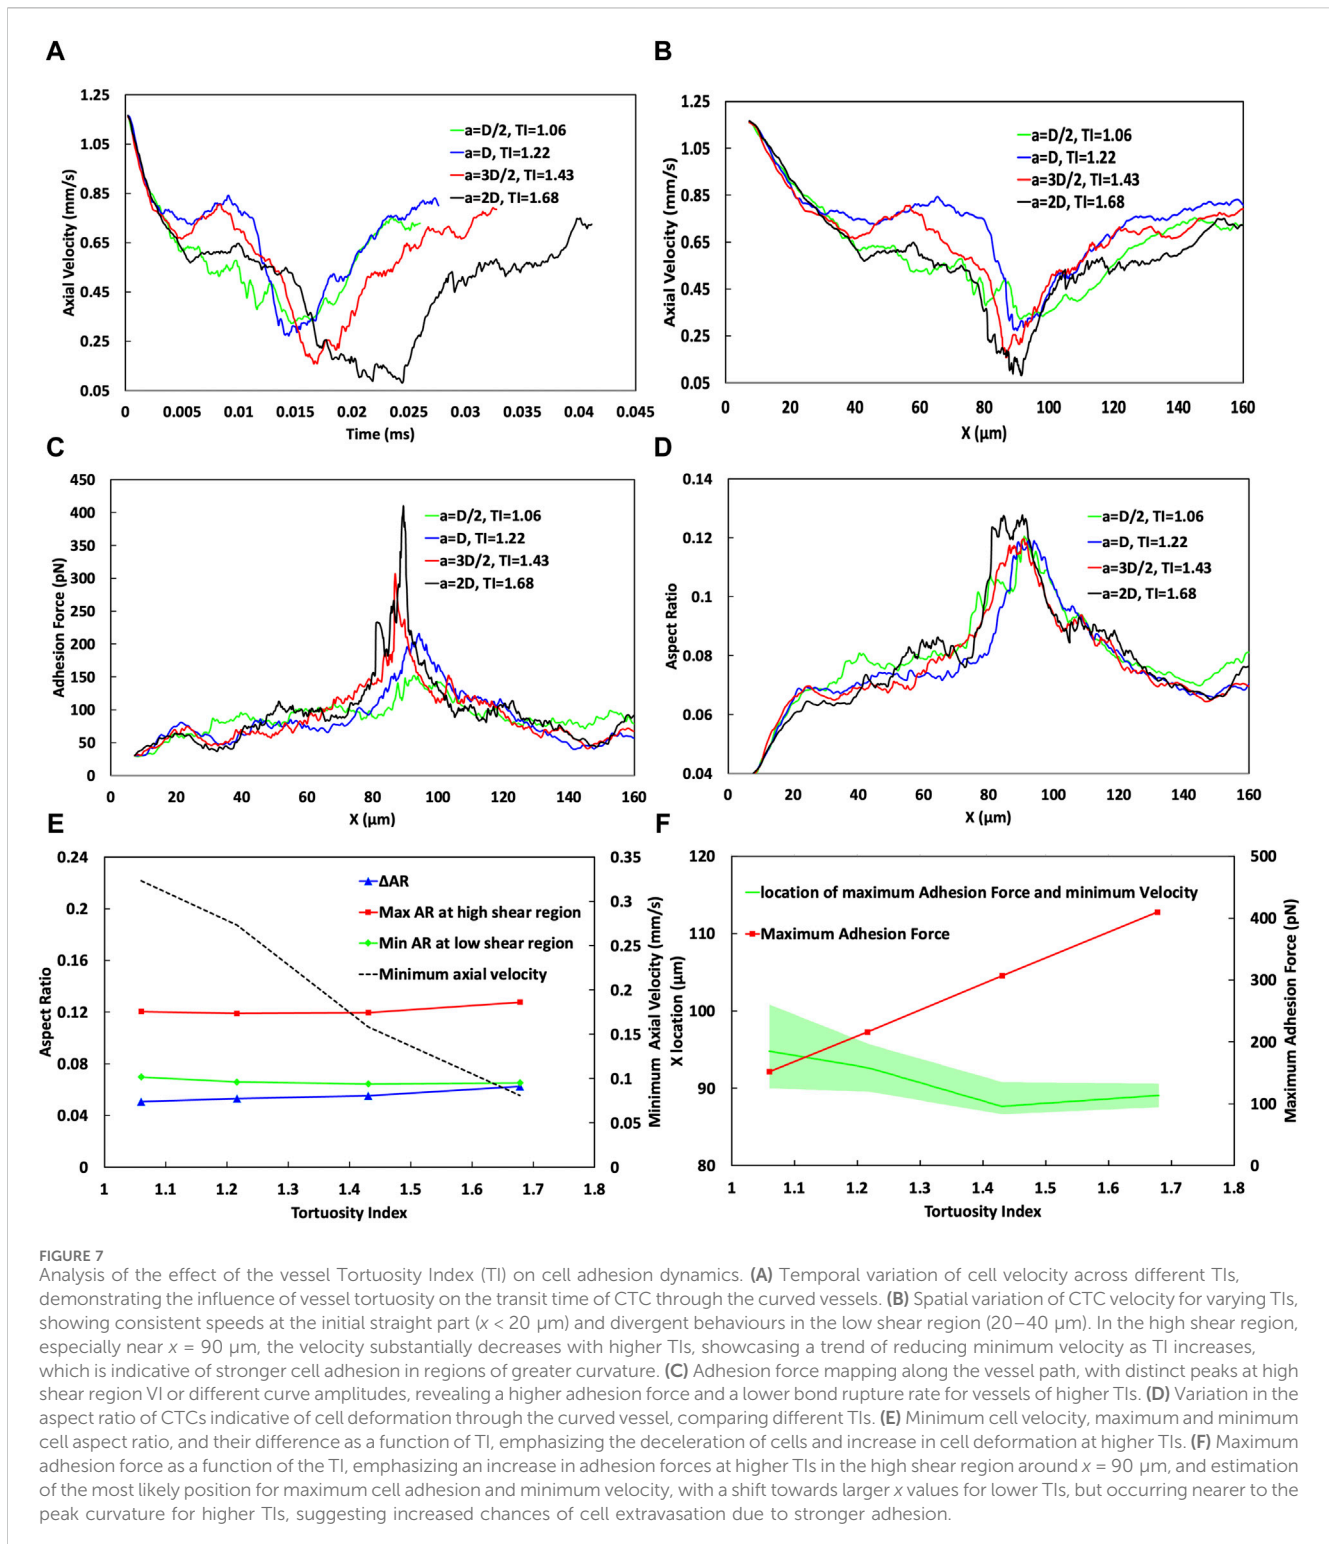 A
B
1.25
1.05
0.85
0.65
0.45
0.25
0.05
Axial Velocity (mm/s)
a=D/2, TI=1.06
a=D, TI=1.22
a=3D/2, TI=1.43
a=2D, TI=1.68
0 0.005 0.01 0.015 0.02 0.025 0.03 0.035 0.04 0.045
Time (ms)
1.25
1.05
0.85
0.65
0.45
0.25
0.05
Axial Velocity (mm/s)
a=D/2, TI=1.06
a=D, TI=1.22
a=3D/2, TI=1.43
a=2D, TI=1.68
0 20 40 60 80 100 120 140 160
X (µm)
C
D
450
400
350
300
250
200
150
100
50
0
Adhesion Force (pN)
a=D/2, TI=1.06
a=D, TI=1.22
a=3D/2, TI=1.43
a=2D, TI=1.68
0 20 40 60 80 100 120 140 160
X (µm)
0.14
0.12
0.1
0.08
0.06
0.04
Aspect Ratio
a=D/2, TI=1.06
a=D, TI=1.22
a=3D/2, TI=1.43
a=2D, TI=1.68
0 20 40 60 80 100 120 140 160
X (µm)
E
F
0.24
0.2
0.16
0.12
0.08
0.04
0
Aspect Ratio
ΔAR
Max AR at high shear region
Min AR at low shear region
Minimum axial velocity
0.35
0.3
0.25
0.2
0.15
0.1
0.05
0
Minimum Axial Velocity (mm/s)
1 1.1 1.2 1.3 1.4 1.5 1.6 1.7 1.8
Tortuosity Index
120
110
100
90
80
X location (µm)
location of maximum Adhesion Force and minimum Velocity
Maximum Adhesion Force
500
400
300
200
100
0
Maximum Adhesion Force (pN)
1 1.1 1.2 1.3 1.4 1.5 1.6 1.7 1.8
Tortuosity Index
FIGURE 7
Analysis of the effect of the vessel Tortuosity Index (TI) on cell adhesion dynamics. (A) Temporal variation of cell velocity across different TIs,
demonstrating the influence of vessel tortuosity on the transit time of CTC through the curved vessels. (B) Spatial variation of CTC velocity for varying TIs,
showing consistent speeds at the initial straight part (x < 20 µm) and divergent behaviours in the low shear region (20–40 µm). In the high shear region,
especially near x = 90 µm, the velocity substantially decreases with higher TIs, showcasing a trend of reducing minimum velocity as TI increases,
which is indicative of stronger cell adhesion in regions of greater curvature. (C) Adhesion force mapping along the vessel path, with distinct peaks at high
shear region VI or different curve amplitudes, revealing a higher adhesion force and a lower bond rupture rate for vessels of higher TIs. (D) Variation in the
aspect ratio of CTCs indicative of cell deformation through the curved vessel, comparing different TIs. (E) Minimum cell velocity, maximum and minimum
cell aspect ratio, and their difference as a function of TI, emphasizing the deceleration of cells and increase in cell deformation at higher TIs. (F) Maximum
adhesion force as a function of the TI, emphasizing an increase in adhesion forces at higher TIs in the high shear region around x = 90 µm, and estimation
of the most likely position for maximum cell adhesion and minimum velocity, with a shift towards larger x values for lower TIs, but occurring nearer to the
peak curvature for higher TIs, suggesting increased chances of cell extravasation due to stronger adhesion.